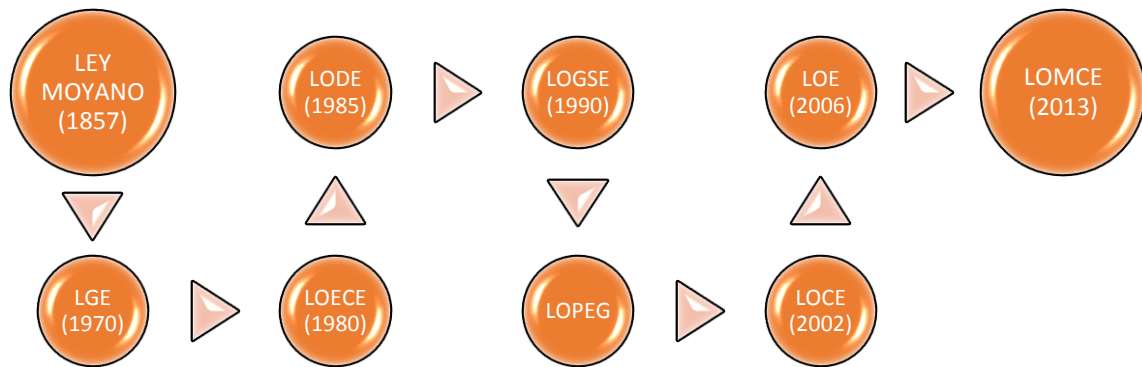 LEY
MOYANO
(1857)
LGE
(1970)
LOECE
(1980)
LODE
(1985)
LOGSE
(1990)
LOPEG
LOCE
(2002)
LOE
(2006)
LOMCE
(2013)